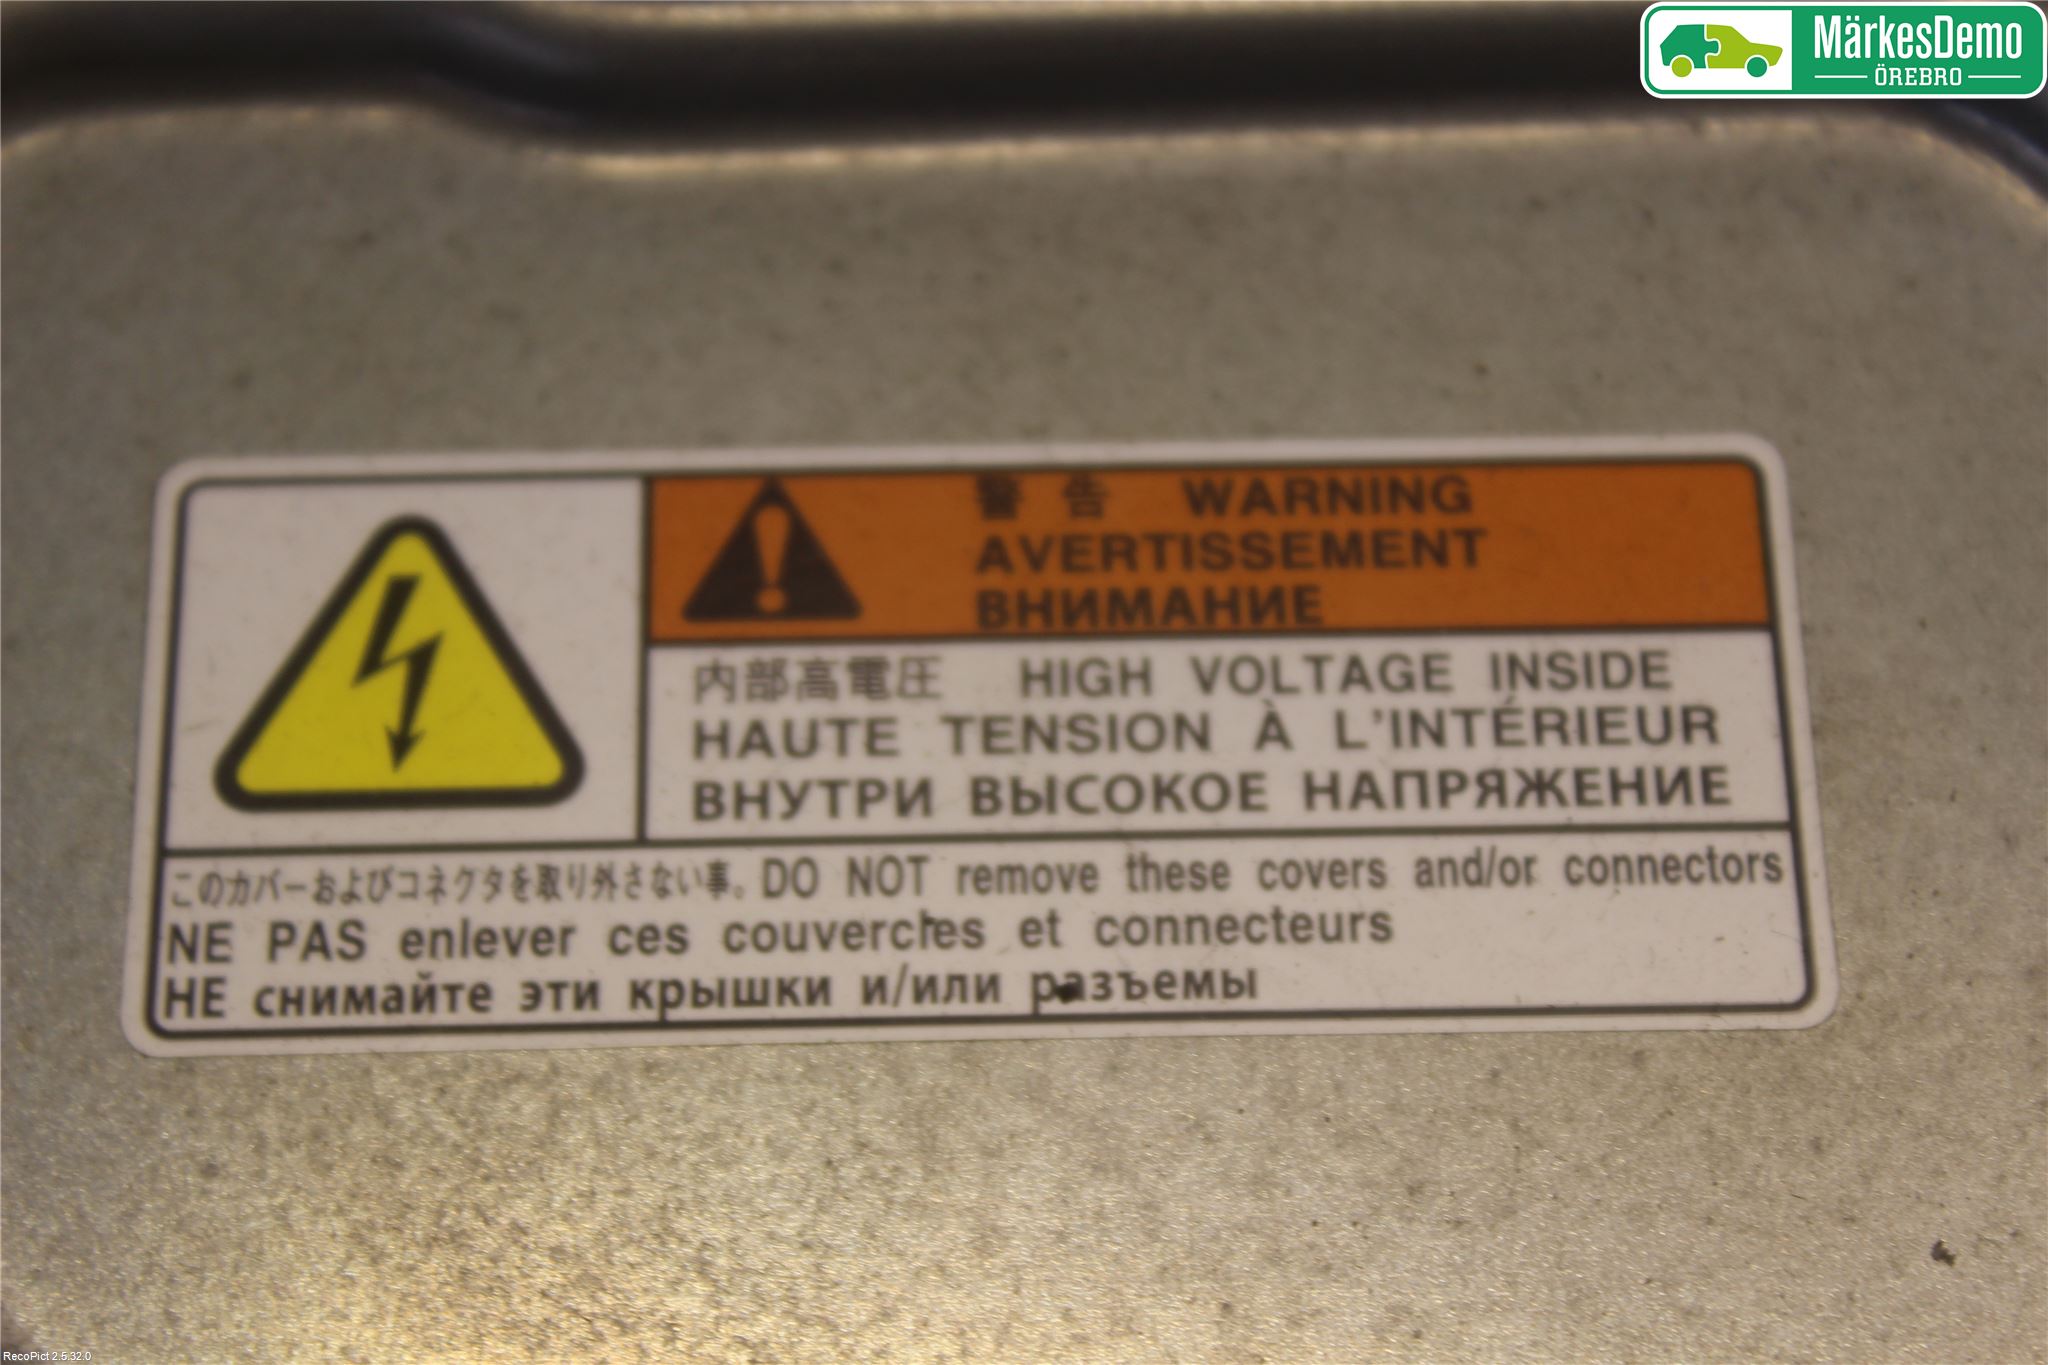 MärkesDemo
ÖREBRO
警告 WARNING
AVERTISSEMENT
ВНИМАНИЕ
内部高電圧 HIGH VOLTAGE INSIDE
HAUTE TENSION À L'INTÉRIEUR
ВНУТРИ ВЫСОКОЕ НАПРЯЖЕНИЕ
このカバーおよびコネクタを取り外さない事。DO NOT remove these covers and/or connectors
NE PAS enlever ces couvercles et connecteurs
НЕ снимайте эти крышки и/или разъемы
RecoPict 2.5.32.0